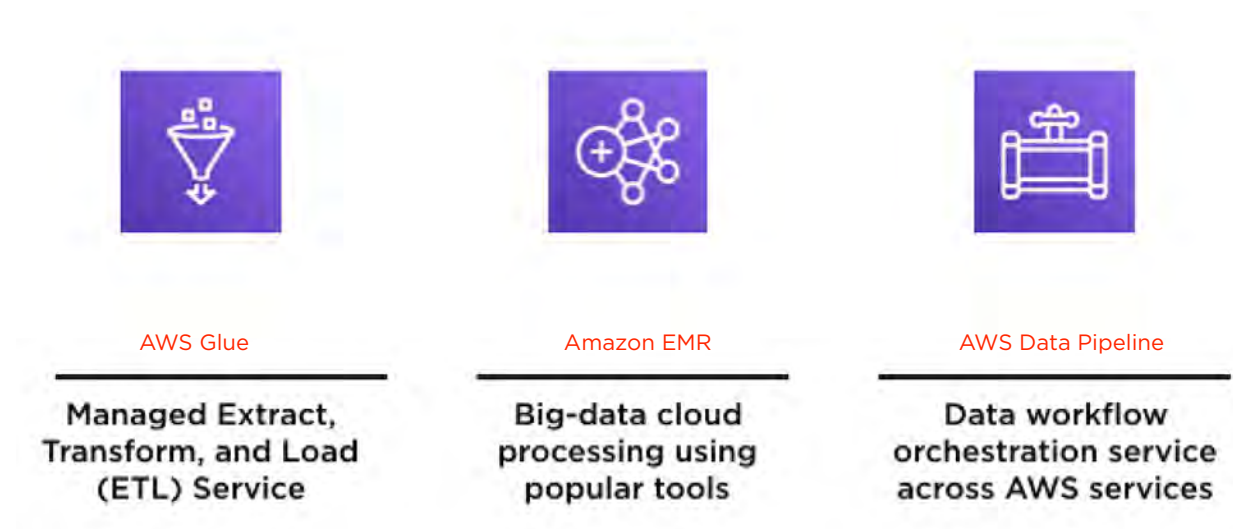 AWS Glue
Managed Extract,
Transform, and Load
(ETL) Service
Amazon EMR
Big-data cloud
processing using
popular tools
AWS Data Pipeline
Data workflow
orchestration service
across AWS services